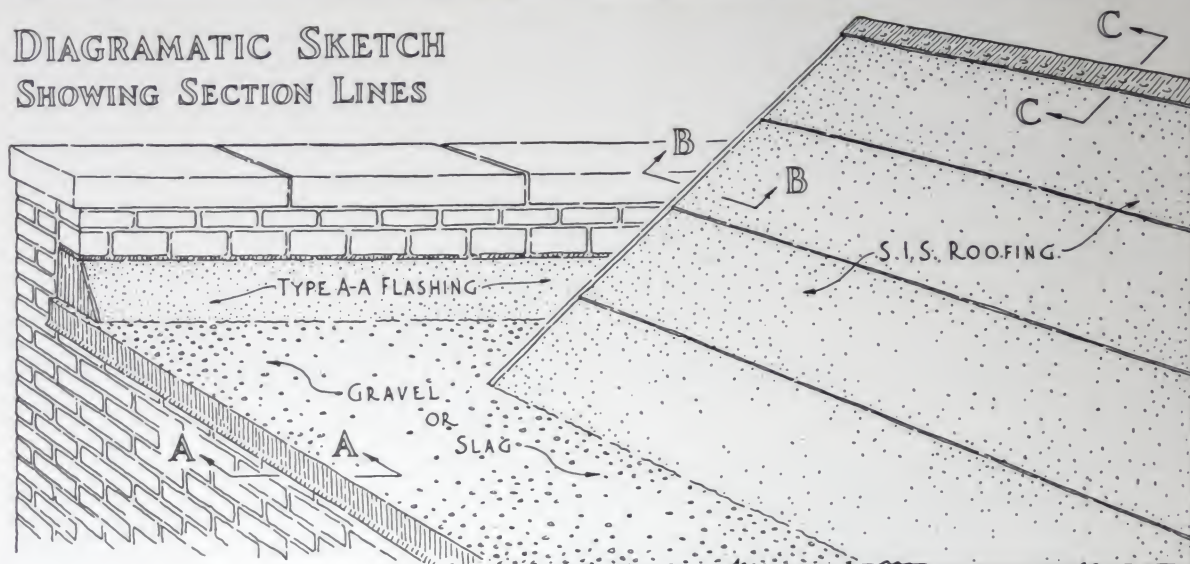 DIAGRAMATIC SKETCH
SHOWING SECTION LINES
C
C
B
B
S.I.S. ROOFING
TYPE A-A FLASHING
GRAVEL
OR
SLAG
A
A